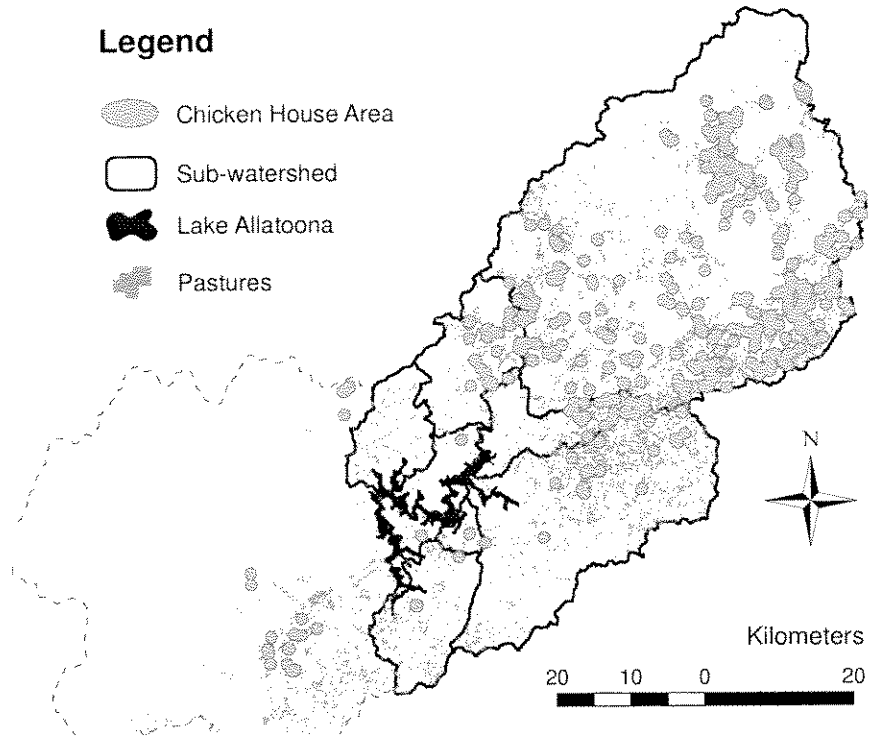 Legend
Chicken House Area
Sub-watershed
Lake Allatoona
Pastures
N
Kilometers
20 10 0 20